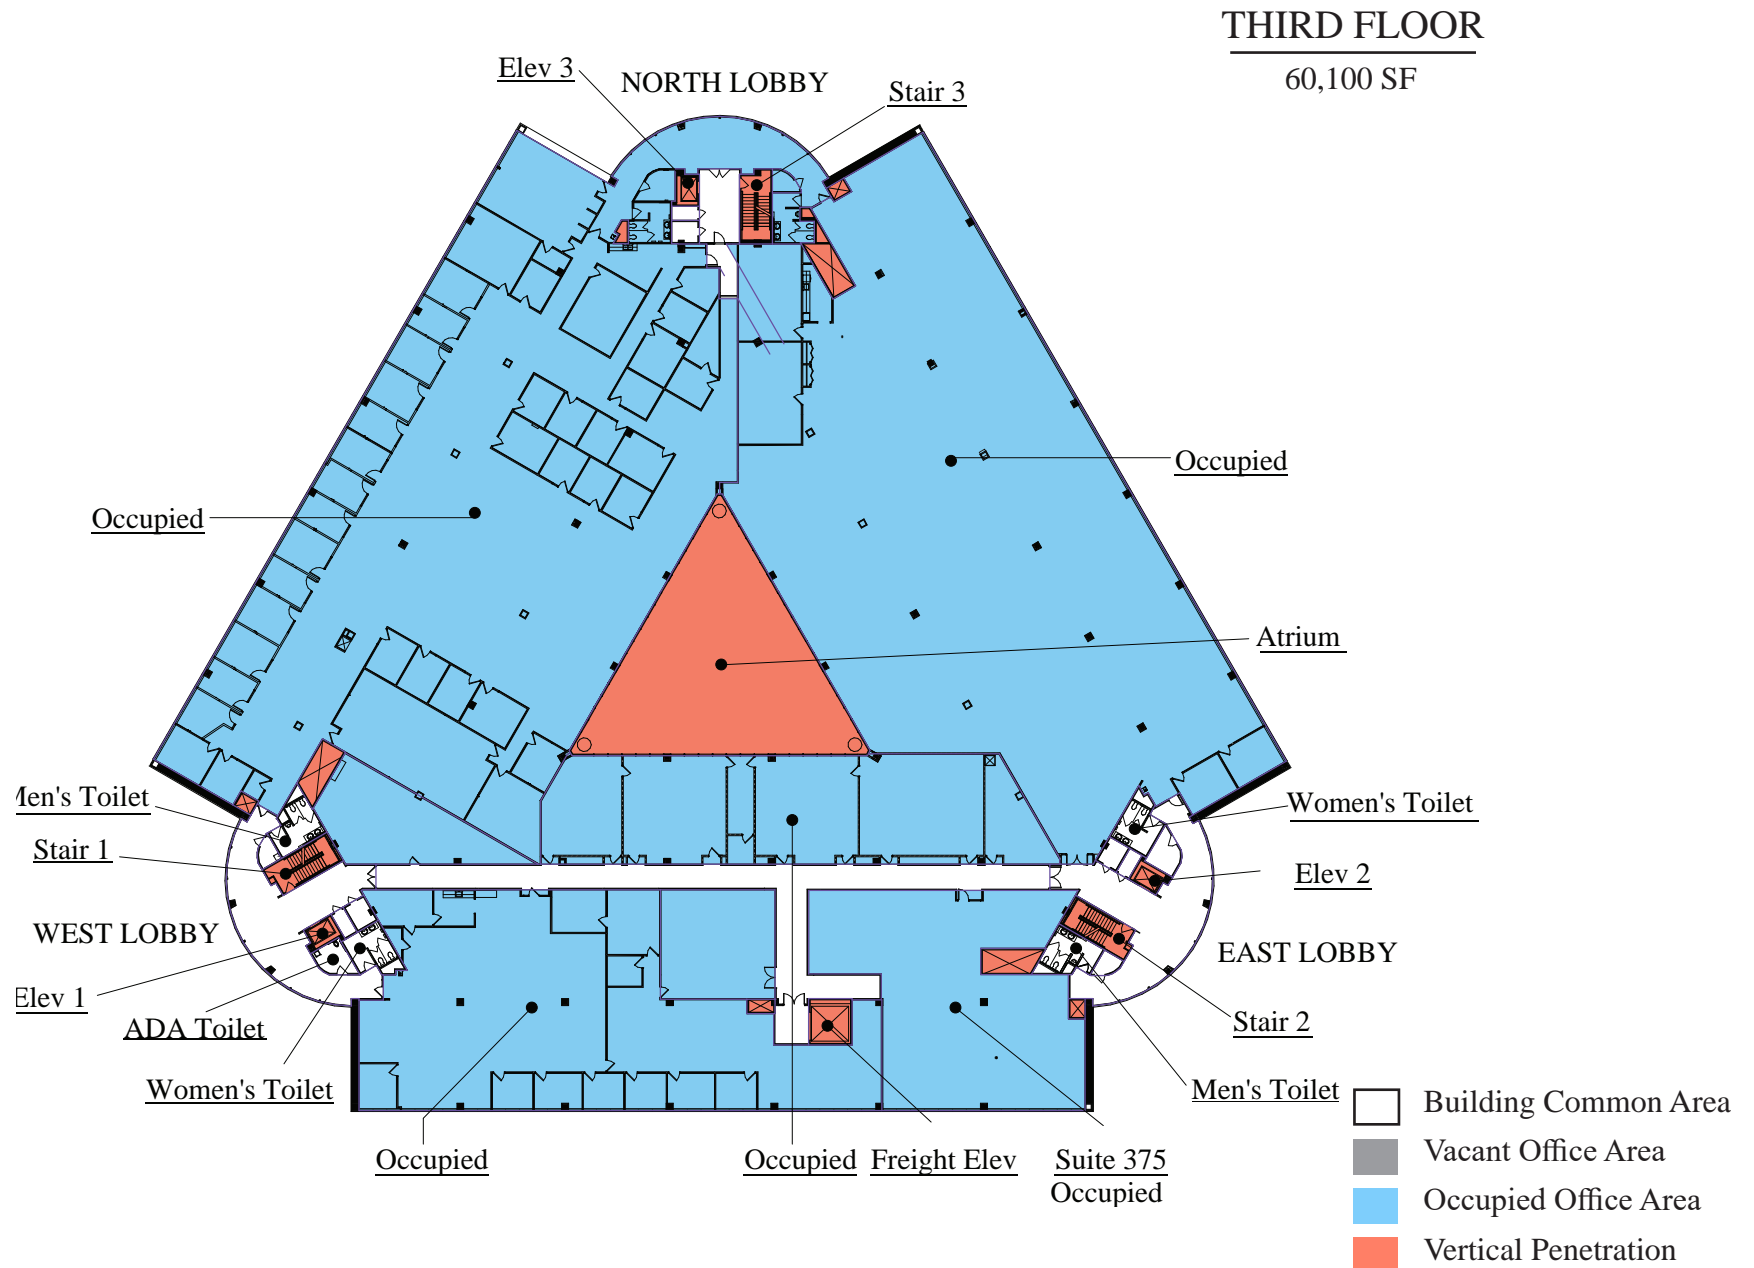 THIRD FLOOR
60,100 SF
Elev 3
NORTH LOBBY
Stair 3
Occupied
Occupied
Atrium
Men's Toilet
Women's Toilet
Stair 1
Elev 2
WEST LOBBY
EAST LOBBY
Elev 1
ADA Toilet
Stair 2
Women's Toilet
Men's Toilet
Occupied
Occupied
Freight Elev
Suite 375
Occupied
Building Common Area
Vacant Office Area
Occupied Office Area
Vertical Penetration